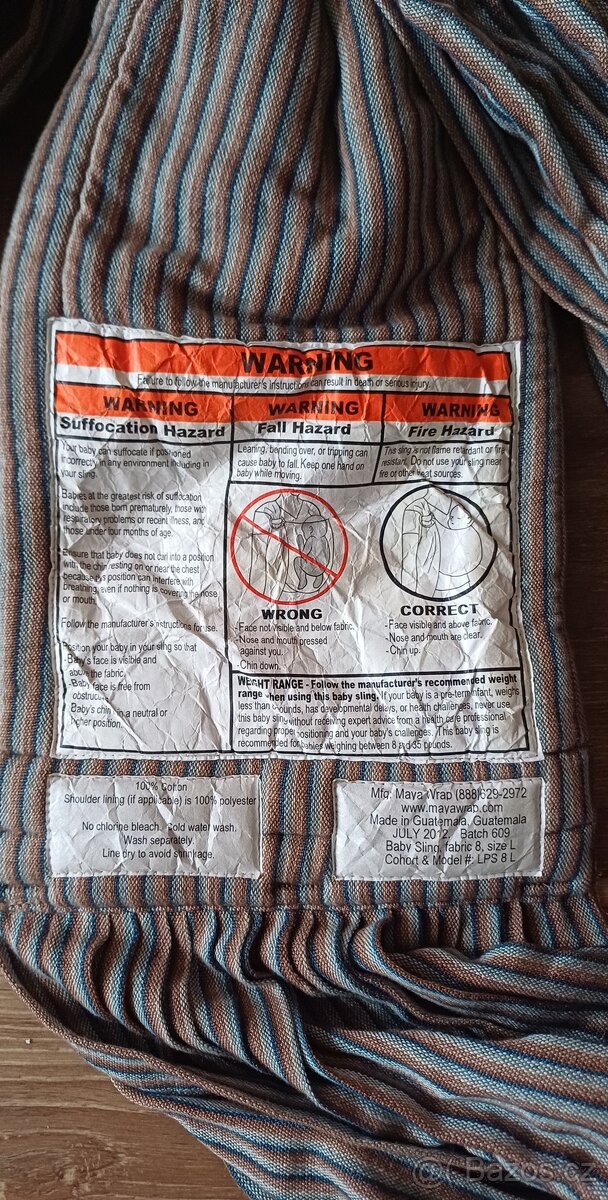 WARNING
Failure to follow the manufacturer's instructions can result in death or serious injury.
WARNING
Suffocation Hazard
Your baby can suffocate if positioned
incorrectly in any environment including in
your sling.
Babies at the greatest risk of suffocation
include those born prematurely, those with
respiratory problems or recent illness, and
those under four months of age.
Ensure that baby does not curl into a position
with the chin resting on or near the chest
because this position can interfere with
breathing, even if nothing is covering the nose
or mouth.
Follow the manufacturer's instructions for use.
Position your baby in your sling so that
- Baby's face is visible and
above the fabric.
- Baby face is free from
obstructions.
- Baby's chin in a neutral or
higher position.
WARNING
Fall Hazard
Leaning, bending over, or tripping can
cause baby to fall. Keep one hand on
baby while moving.
WARNING
Fire Hazard
This sling is not flame retardant or fire
resistant. Do not use your sling near
fire or other heat sources.
WRONG
- Face not visible and below fabric.
- Nose and mouth pressed
against you.
- Chin down.
CORRECT
- Face visible and above fabric.
- Nose and mouth are clear.
- Chin up.
WEIGHT RANGE - Follow the manufacturer's recommended weight
range when using this baby sling. If your baby is a pre-term infant, weighs
less than pounds, has developmental delays, or health challenges, never use
this baby sling without receiving expert advice from a health care professional
regarding proper positioning and your baby's challenges. This baby sling is
recommended for babies weighing between 8 and 35 pounds.
100% Cotton
Shoulder lining (if applicable) is 100% polyester
No chlorine bleach. Cold water wash.
Wash separately.
Line dry to avoid shrinkage.
Mfg: Maya Wrap (888)629-2972
www.mayawrap.com
Made in Guatemala, Guatemala
JULY 2012. Batch 609
Baby Sling, fabric 8, size L
Cohort & Model #: LPS 8 L
Bazos.cz